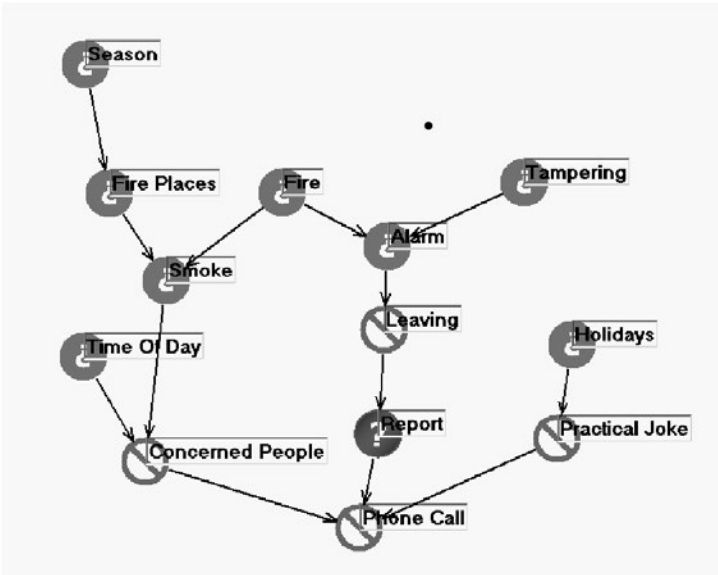 Season
Fire Places
Fire
Tampering
Alarm
Smoke
Leaving
Time Of Day
Holidays
Report
Practical Joke
Concerned People
Phone Call